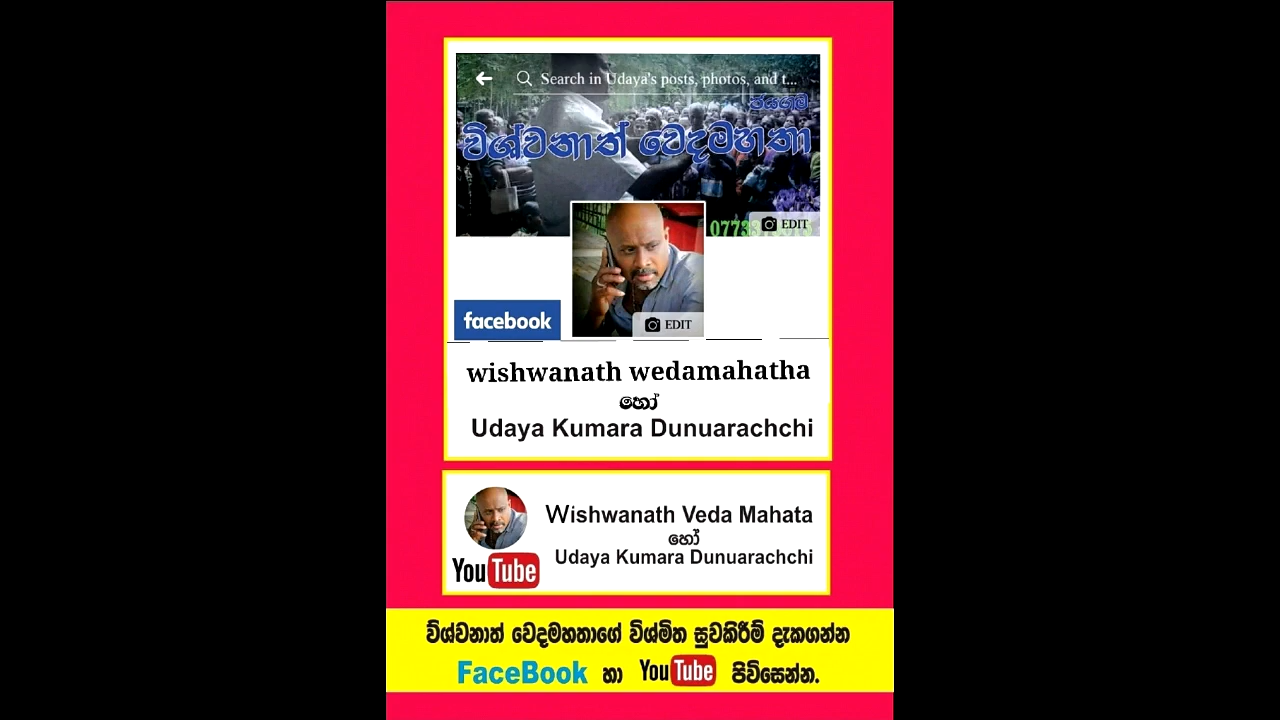 Search in Udaya's posts, photos, and t...
ජයගුරු
විශ්වනාත් වෙදමහතා
EDIT
EDIT
facebook
wishwanath wedamahatha
හෝ
Udaya Kumara Dunuarachchi
Wishwanath Veda Mahata
හෝ
Udaya Kumara Dunuarachchi
YouTube
විශ්වනාත් වෙදමහතාගේ විශ්මිත සුවකිරීම් දැකගන්න
FaceBook හා YouTube පිවිසෙන්න.